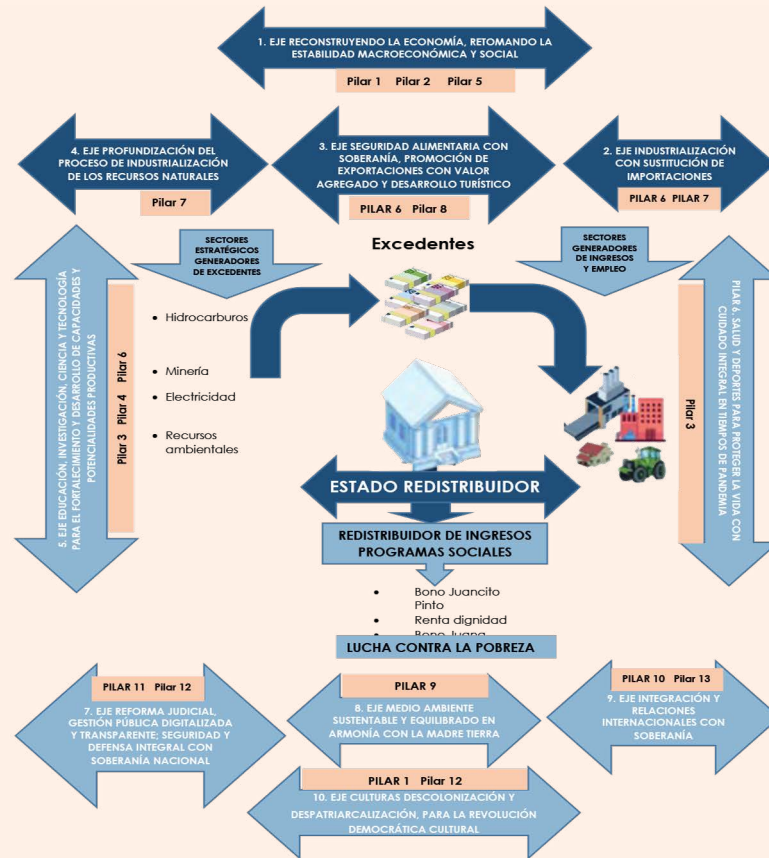 1. EJE RECONSTRUYENDO LA ECONOMÍA, RETOMANDO LA
ESTABILIDAD MACROECONÓMICA Y SOCIAL
Pilar 1 Pilar 2 Pilar 5
4. EJE PROFUNDIZACIÓN DEL
PROCESO DE INDUSTRIALIZACIÓN
DE LOS RECURSOS NATURALES
Pilar 7
3. EJE SEGURIDAD ALIMENTARIA CON
SOBERANÍA, PROMOCIÓN DE
EXPORTACIONES CON VALOR
AGREGADO Y DESARROLLO TURÍSTICO
PILAR 6 Pilar 8
2. EJE INDUSTRIALIZACIÓN
CON SUSTITUCIÓN DE
IMPORTACIONES
PILAR 6 PILAR 7
SECTORES
ESTRATÉGICOS
GENERADORES
DE EXCEDENTES
Excedentes
SECTORES
GENERADORES
DE INGRESOS
Y EMPLEO
5. EJE EDUCACIÓN, INVESTIGACIÓN, CIENCIA Y TECNOLOGÍA
PARA EL FORTALECIMIENTO Y DESARROLLO DE CAPACIDADES Y
POTENCIALIDADES PRODUCTIVAS
Pilar 3 Pilar 4 Pilar 6
• Hidrocarburos
• Minería
• Electricidad
• Recursos
ambientales
PILAR 6. SALUD Y DEPORTES PARA PROTEGER LA VIDA CON
CUIDADO INTEGRAL EN TIEMPOS DE PANDEMIA
Pilar 3
ESTADO REDISTRIBUIDOR
REDISTRIBUIDOR DE INGRESOS
PROGRAMAS SOCIALES
• Bono Juancito
Pinto
• Renta dignidad
• Bono Juana
LUCHA CONTRA LA POBREZA
PILAR 11 Pilar 12
7. EJE REFORMA JUDICIAL,
GESTIÓN PÚBLICA DIGITALIZADA
Y TRANSPARENTE; SEGURIDAD Y
DEFENSA INTEGRAL CON
SOBERANÍA NACIONAL
PILAR 9
8. EJE MEDIO AMBIENTE
SUSTENTABLE Y EQUILIBRADO EN
ARMONÍA CON LA MADRE TIERRA
PILAR 10 Pilar 13
9. EJE INTEGRACIÓN Y
RELACIONES
INTERNACIONALES CON
SOBERANÍA
PILAR 1 Pilar 12
10. EJE CULTURAS DESCOLONIZACIÓN Y
DESPATRIARCALIZACIÓN, PARA LA REVOLUCIÓN
DEMOCRÁTICA CULTURAL